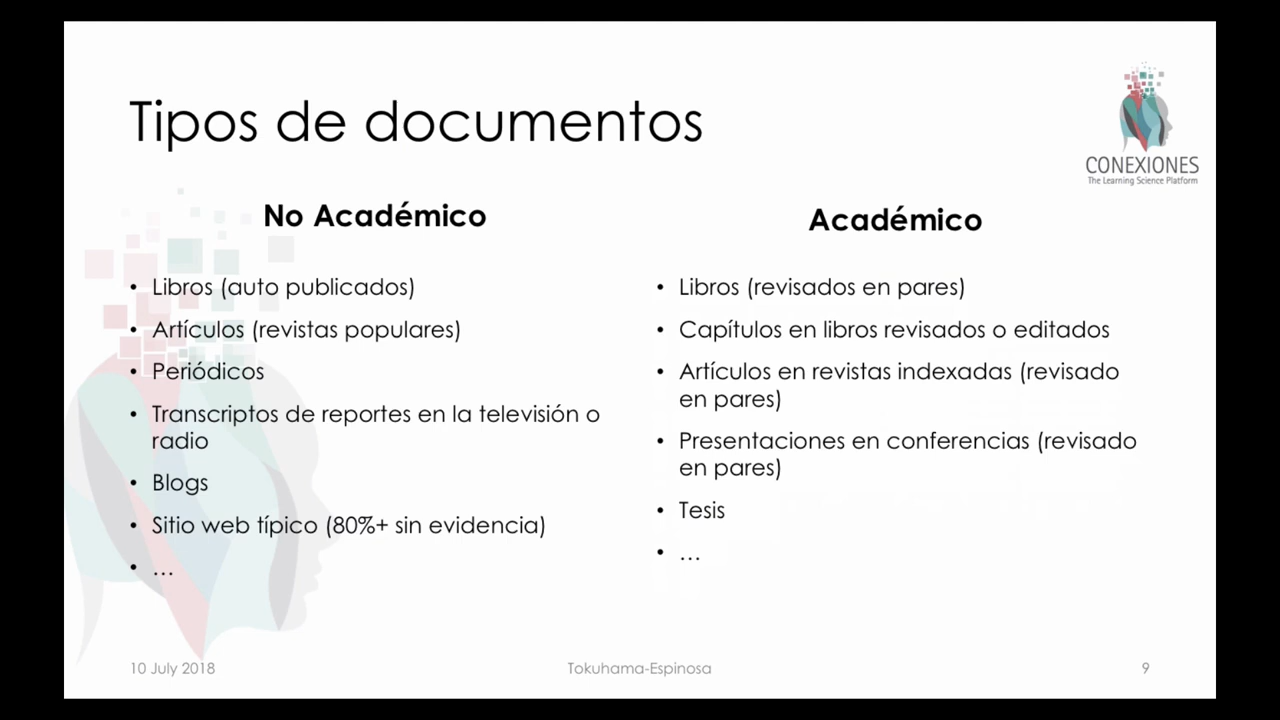 Tipos de documentos
CONEXIONES
The Learning Science Platform
No Académico
• Libros (auto publicados)
• Artículos (revistas populares)
• Periódicos
• Transcriptos de reportes en la televisión o
radio
• Blogs
• Sitio web típico (80%+ sin evidencia)
• …
Académico
• Libros (revisados en pares)
• Capítulos en libros revisados o editados
• Artículos en revistas indexadas (revisado
en pares)
• Presentaciones en conferencias (revisado
en pares)
• Tesis
• …
10 July 2018
Tokuhama-Espinosa
9